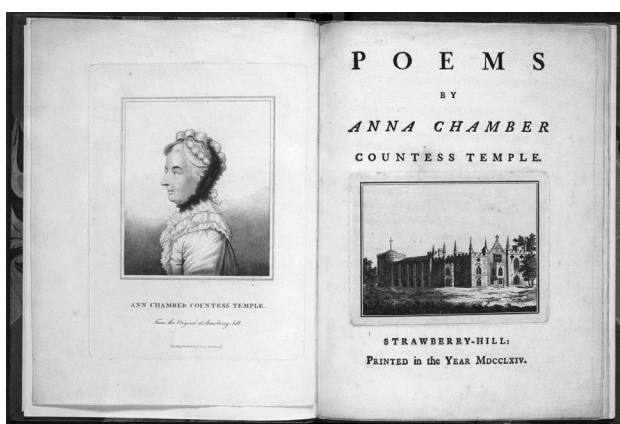 ANN CHAMBER COUNTESS TEMPLE.
From the Original at Strawberry hill.
POEMS
BY
ANNA CHAMBER
COUNTESS TEMPLE.
STRAWBERRY-HILL:
PRINTED in the YEAR MDCCLXIV.